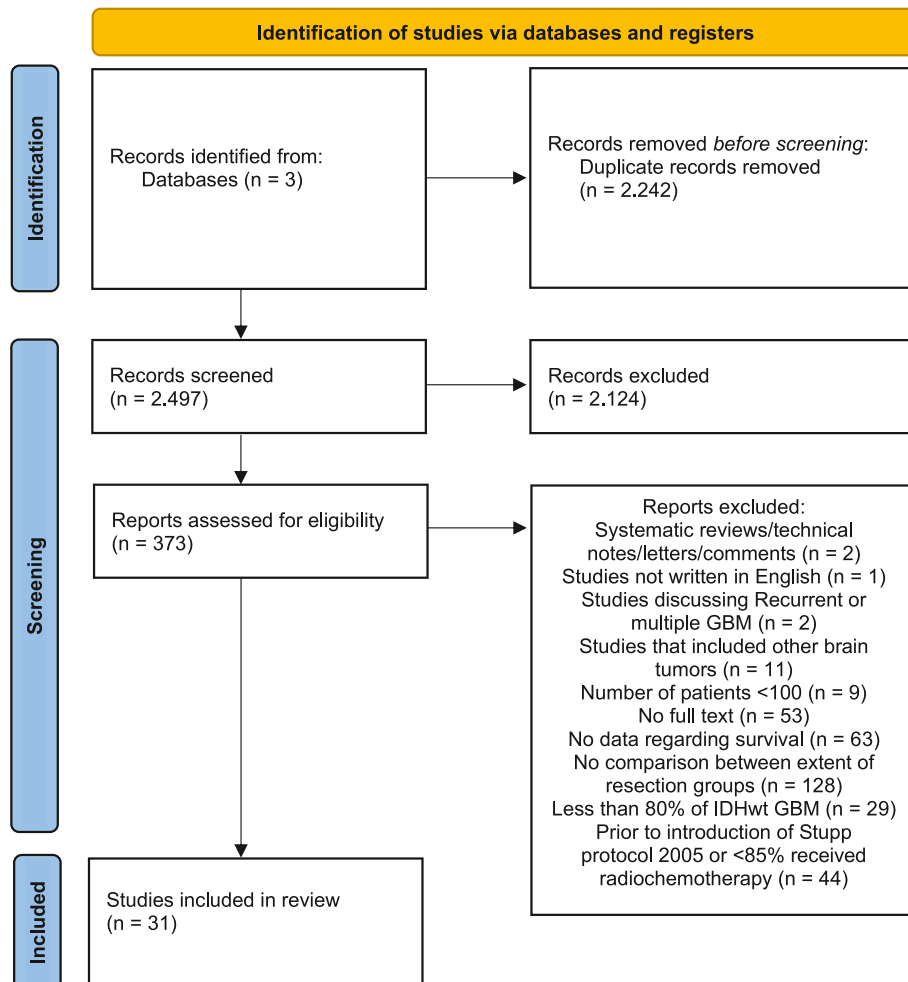 Identification of studies via databases and registers
Identification
Records identified from:
Databases (n = 3)
Records removed before screening:
Duplicate records removed
(n = 2.242)
Screening
Records screened
(n = 2.497)
Records excluded
(n = 2.124)
Reports assessed for eligibility
(n = 373)
Reports excluded:
Systematic reviews/technical
notes/letters/comments (n = 2)
Studies not written in English (n = 1)
Studies discussing Recurrent or
multiple GBM (n = 2)
Studies that included other brain
tumors (n = 11)
Number of patients <100 (n = 9)
No full text (n = 53)
No data regarding survival (n = 63)
No comparison between extent of
resection groups (n = 128)
Less than 80% of IDHwt GBM (n = 29)
Prior to introduction of Stupp
protocol 2005 or <85% received
radiochemotherapy (n = 44)
Included
Studies included in review
(n = 31)